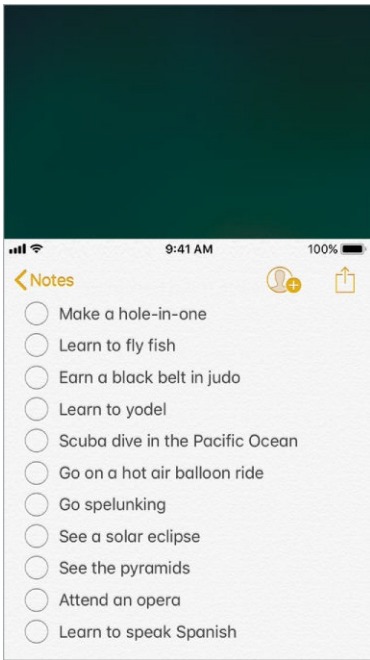 9:41 AM 100%
Notes
Make a hole-in-one
Learn to fly fish
Earn a black belt in judo
Learn to yodel
Scuba dive in the Pacific Ocean
Go on a hot air balloon ride
Go spelunking
See a solar eclipse
See the pyramids
Attend an opera
Learn to speak Spanish